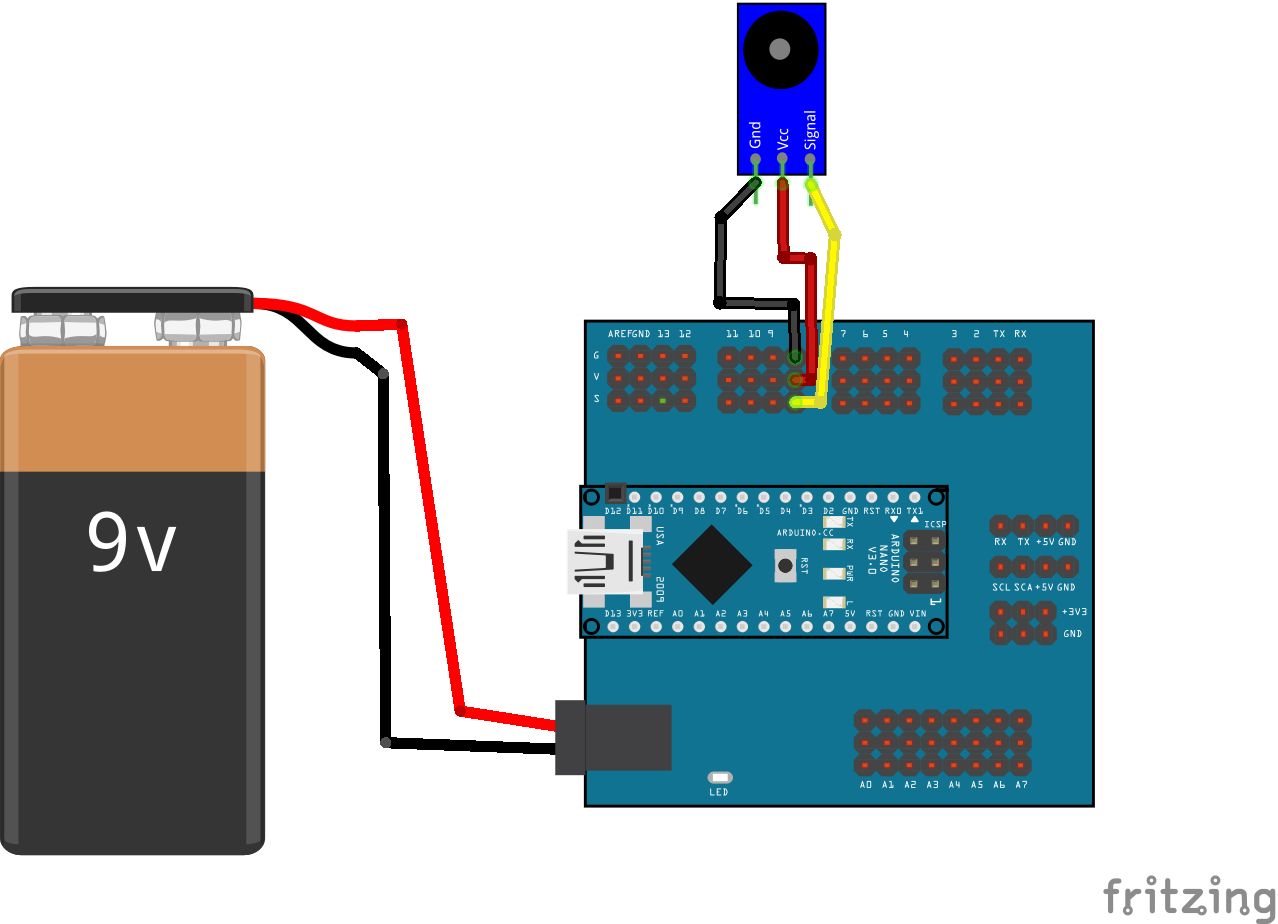 Gnd
Vcc
Signal
AREF GND 13 12 11 10 9 7 6 5 4 3 2 TX RX
G
V
S
9v
D12 D11 D10 D9 D8 D7 D6 D5 D4 D3 D2 GND RST RX0 TX1
ICSP
ARDUINO.CC
USA
2009
TX
RX
PWR
L
RST
ARDUINO
NANO
V3.0
1
D13 3V3 REF A0 A1 A2 A3 A4 A5 A6 A7 5V RST GND VIN
RX TX +5V GND
SCL SCA +5V GND
+3V3
GND
LED
A0 A1 A2 A3 A4 A5 A6 A7
fritzing